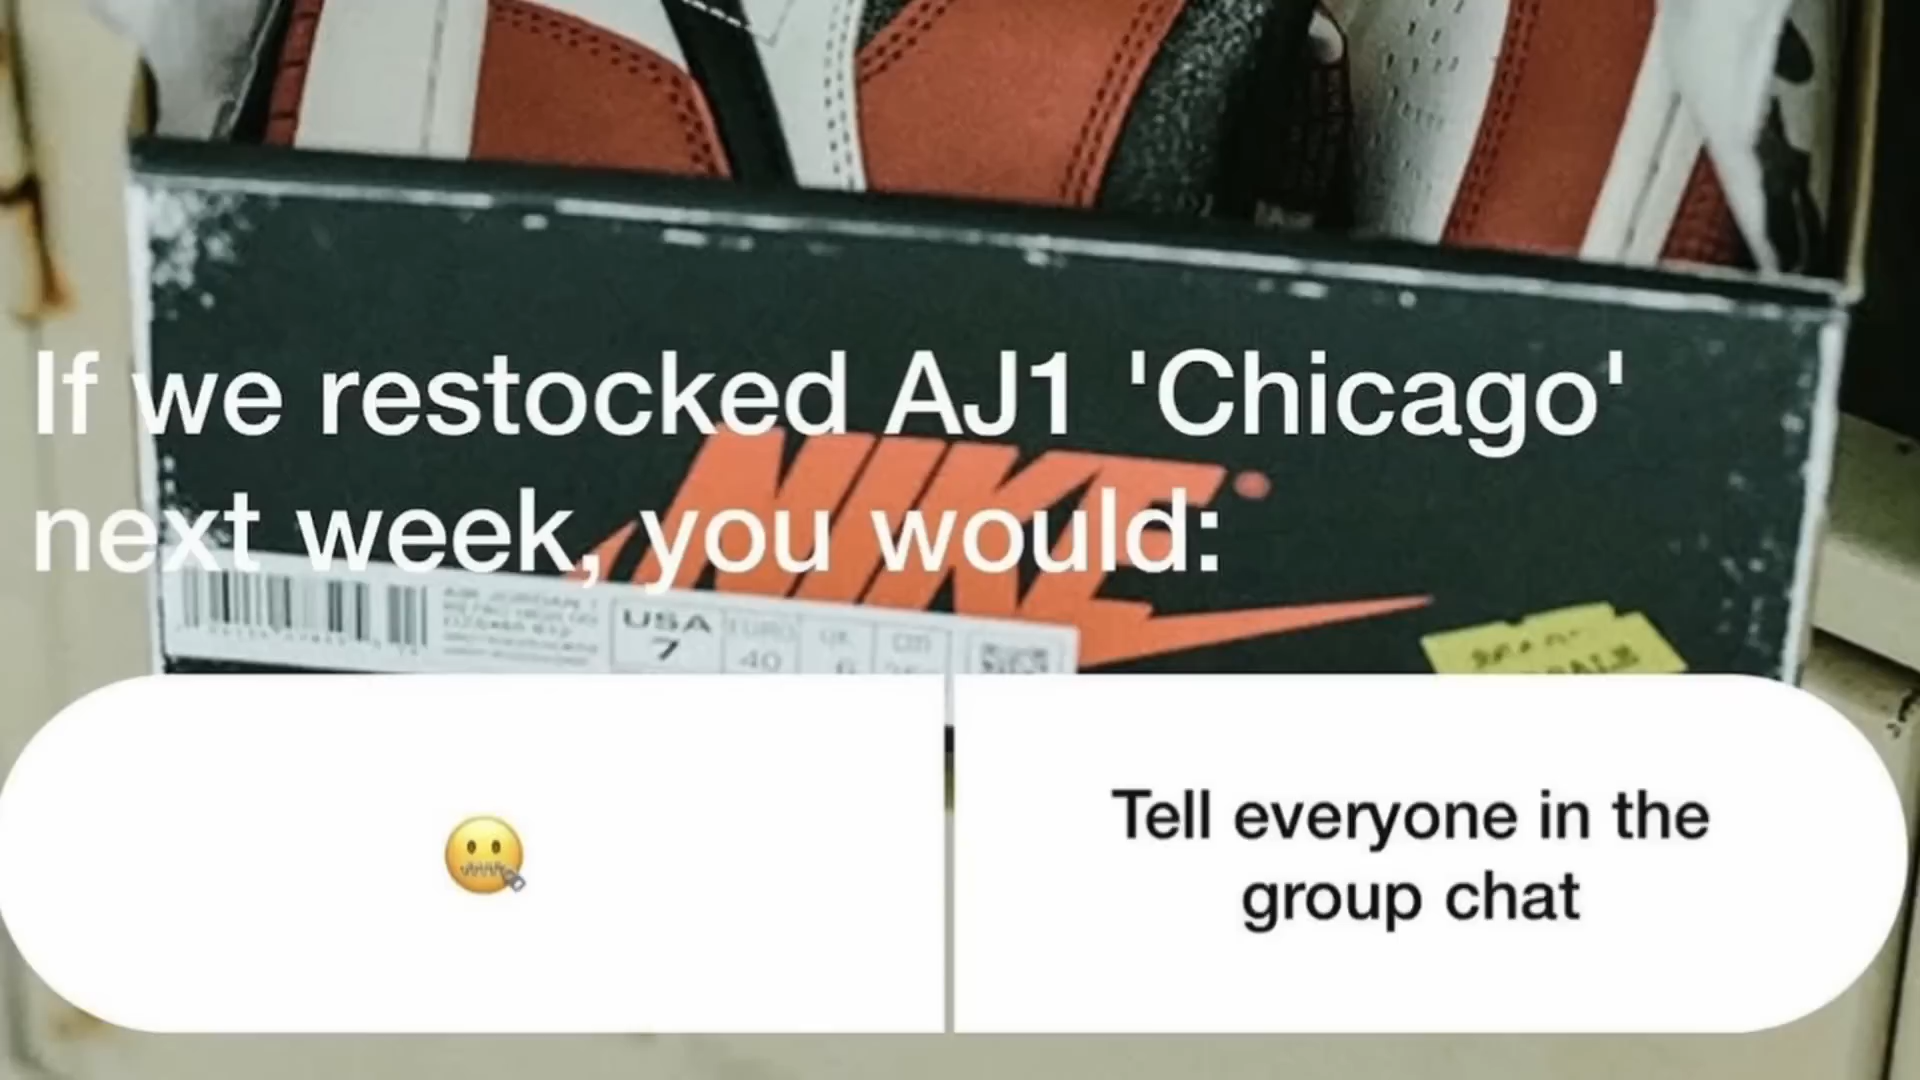 If we restocked AJ1 'Chicago'
next week, you would:
NIKE
USA
7
40
cm
Tell everyone in the
group chat